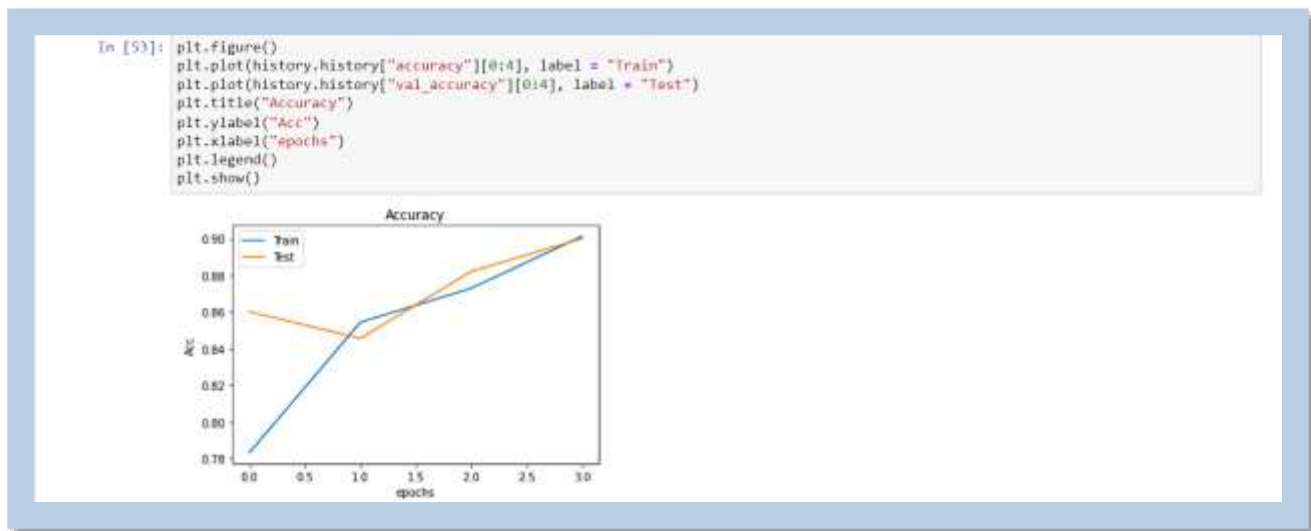 In [53]: plt.figure()
plt.plot(history.history["accuracy"][0:4], label = "Train")
plt.plot(history.history["val_accuracy"][0:4], label = "Test")
plt.title("Accuracy")
plt.ylabel("Acc")
plt.xlabel("epochs")
plt.legend()
plt.show()
Accuracy
Train
Test
0.90
0.88
0.86
0.84
0.82
0.80
0.78
Acc
0.0 0.5 1.0 1.5 2.0 2.5 3.0
epochs